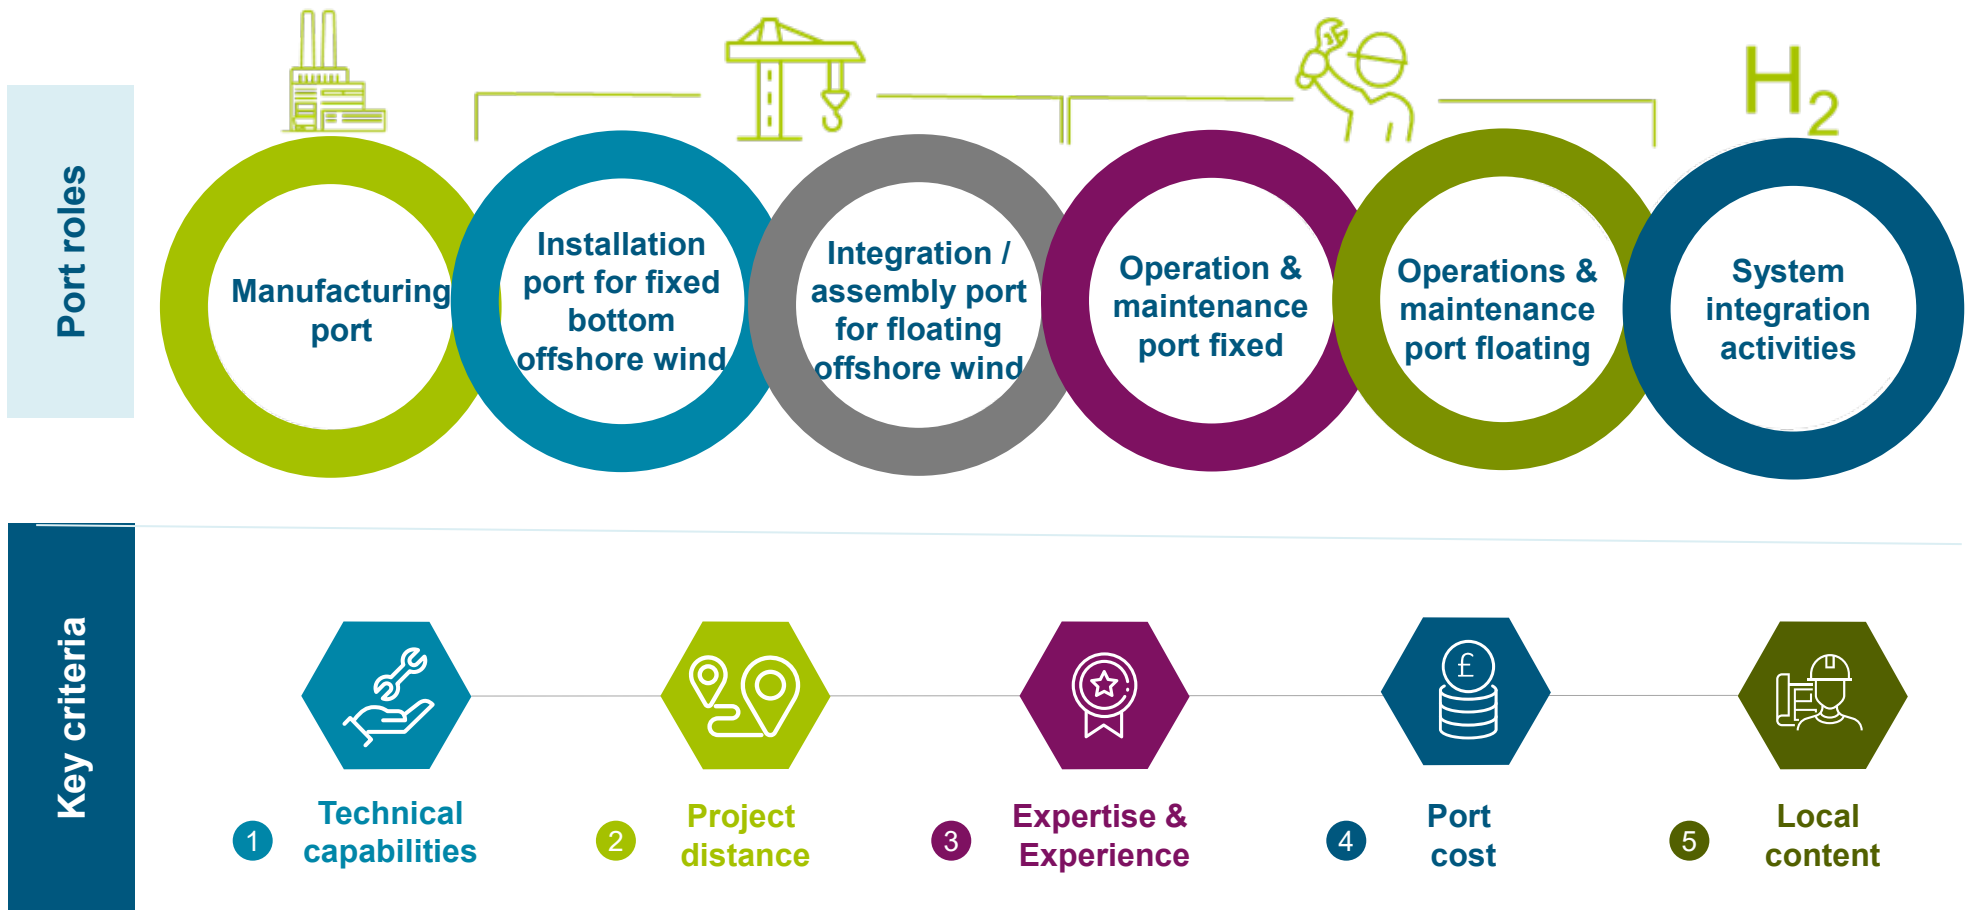 H2
Port roles
Manufacturing
port
Installation
port for fixed
bottom
offshore wind
Integration /
assembly port
for floating
offshore wind
Operation &
maintenance
port fixed
Operations &
maintenance
port floating
System
integration
activities
Key criteria
£
1
Technical
capabilities
2
Project
distance
3
Expertise &
Experience
4
Port
cost
5
Local
content